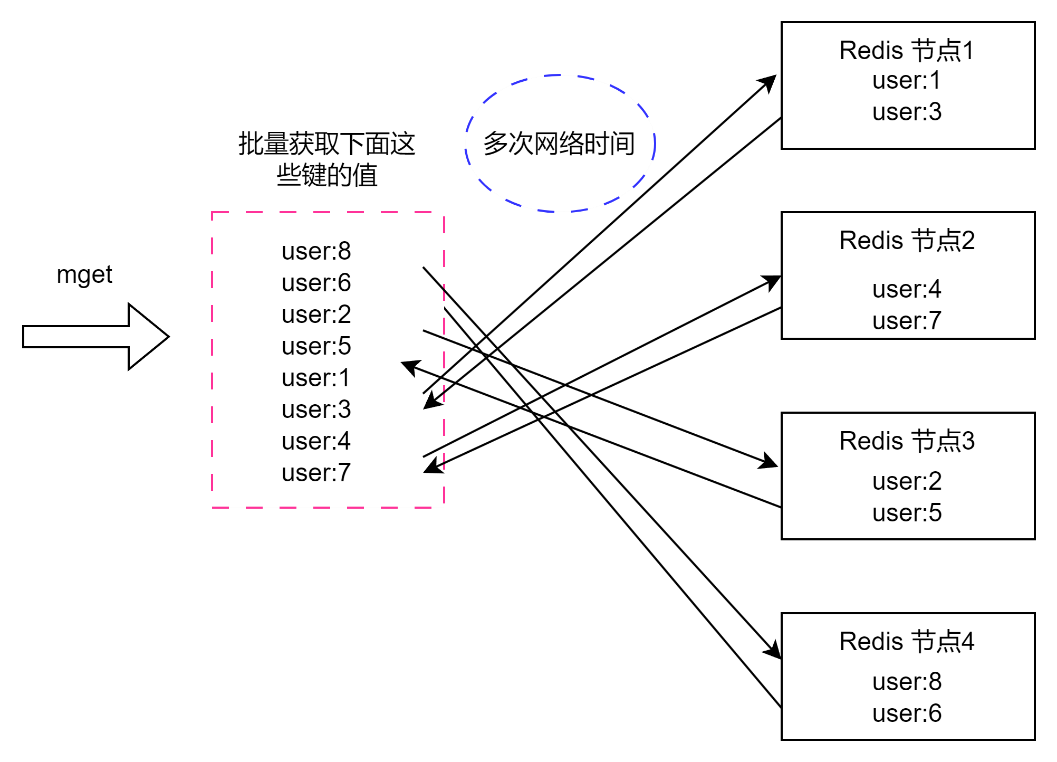 mget
批量获取下面这
些键的值
user:8
user:6
user:2
user:5
user:1
user:3
user:4
user:7
多次网络时间
Redis 节点1
user:1
user:3
Redis 节点2
user:4
user:7
Redis 节点3
user:2
user:5
Redis 节点4
user:8
user:6